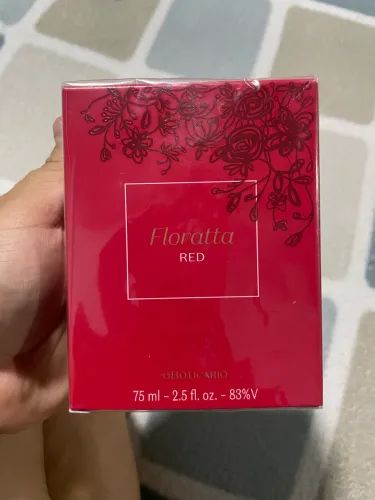 Floratta
RED
O BOTICÁRIO
75 ml - 2.5 fl. oz. - 83%V